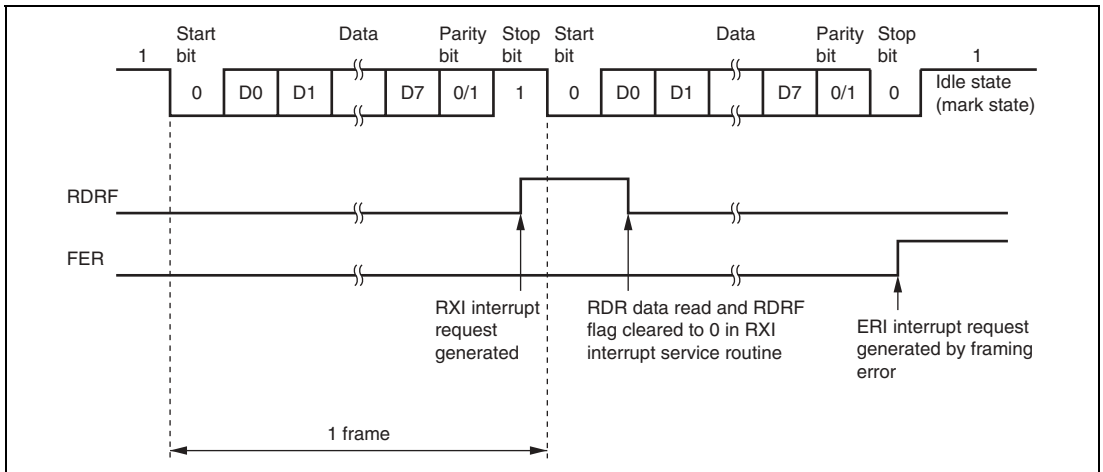 Start bit Data Parity bit Stop bit Start bit Data Parity bit Stop bit
1 1
0 D0 D1 D7 0/1 1 0 D0 D1 D7 0/1 0
Idle state
(mark state)
RDRF
FER
RXI interrupt
request
generated
RDR data read and RDRF
flag cleared to 0 in RXI
interrupt service routine
ERI interrupt request
generated by framing
error
1 frame